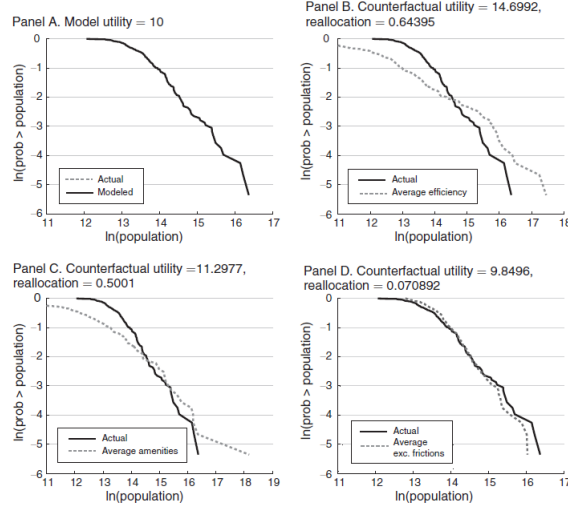 Panel A. Model utility = 10
0
−1
−2
−3
−4
−5
−6
ln(prob > population)
Actual
Modeled
11 12 13 14 15 16 17
ln(population)
Panel B. Counterfactual utility = 14.6992,
reallocation = 0.64395
0
−1
−2
−3
−4
−5
−6
ln(prob > population)
Actual
Average efficiency
11 12 13 14 15 16 17 18
ln(population)
Panel C. Counterfactual utility =11.2977,
reallocation = 0.5001
0
−1
−2
−3
−4
−5
−6
ln(prob > population)
Actual
Average amenities
11 12 13 14 15 16 17 18 19
ln(population)
Panel D. Counterfactual utility = 9.8496,
reallocation = 0.070892
0
−1
−2
−3
−4
−5
−6
ln(prob > population)
Actual
Average
exc. frictions
11 12 13 14 15 16 17
ln(population)